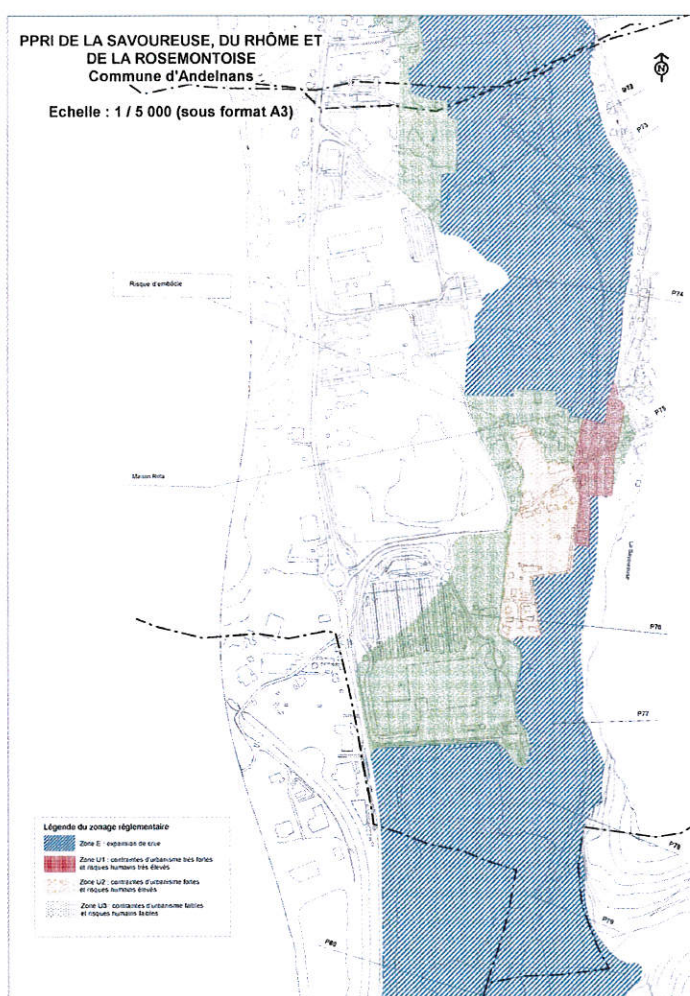 PPRI DE LA SAVOUREUSE, DU RHÔME ET
DE LA ROSEMONTOISE
Commune d'Andelnans
Echelle : 1 / 5 000 (sous format A3)
N
P73
Risque d'embâcle
P74
P75
Maison Rota
La Savoureuse
P76
P77
P78
P79
P80
Légende du zonage réglementaire
Zone E : expansion de crue
Zone U1 : contraintes d'urbanisme très fortes
et risques humains très élevés
Zone U2 : contraintes d'urbanisme fortes
et risques humains élevés
Zone U3 : contraintes d'urbanisme faibles
et risques humains faibles